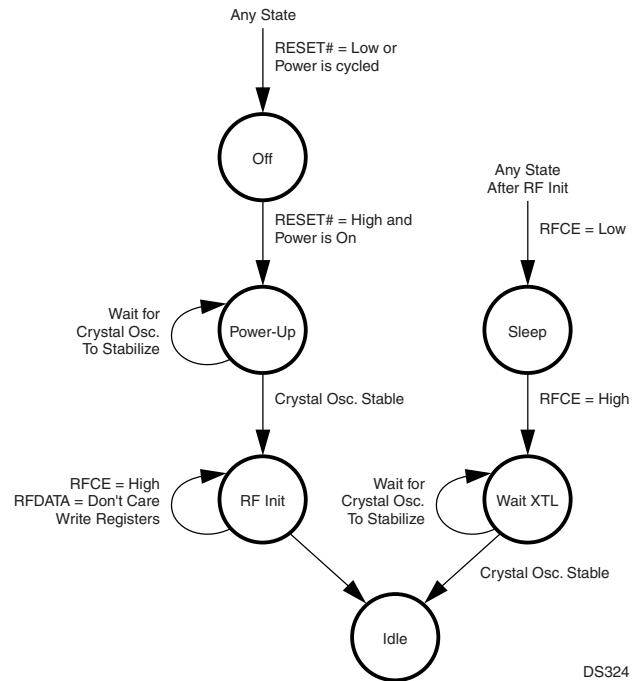 Any State
RESET# = Low or
Power is cycled
Off
Any State
After RF Init
RESET# = High and
Power is On
RFCE = Low
Wait for
Crystal Osc.
To Stabilize
Power-Up
Sleep
Crystal Osc. Stable
RFCE = High
RFCE = High
RFDATA = Don't Care
Write Registers
RF Init
Wait for
Crystal Osc.
To Stabilize
Wait XTL
Crystal Osc. Stable
Idle
DS324